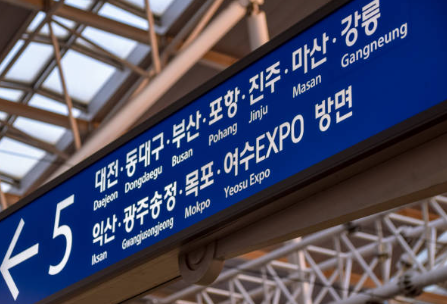 ← 5
대전·동대구·부산·포항·진주·마산·강릉
Daejeon Dongdaegu Busan Pohang Jinju Masan Gangneung
익산·광주송정·목포·여수EXPO 방면
Iksan Gwangjusongjeong Mokpo Yeosu Expo